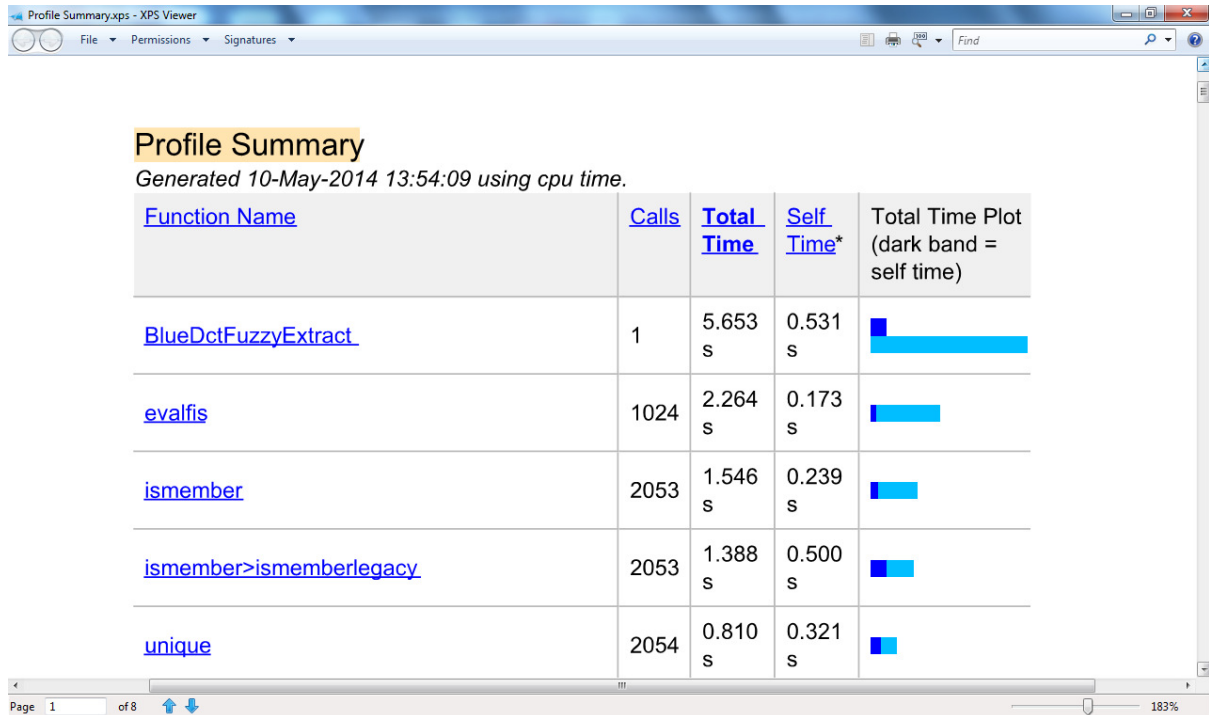 Profile Summary.xps - XPS Viewer
File Permissions Signatures Find
Profile Summary
Generated 10-May-2014 13:54:09 using cpu time.
Function Name Calls Total Self Total Time Plot
Time Time* (dark band =
self time)
BlueDctFuzzyExtract 1 5.653 0.531
s s
evalfis 1024 2.264 0.173
s s
ismember 2053 1.546 0.239
s s
ismember>ismemberlegacy 2053 1.388 0.500
s s
unique 2054 0.810 0.321
s s
Page 1 of 8 183%